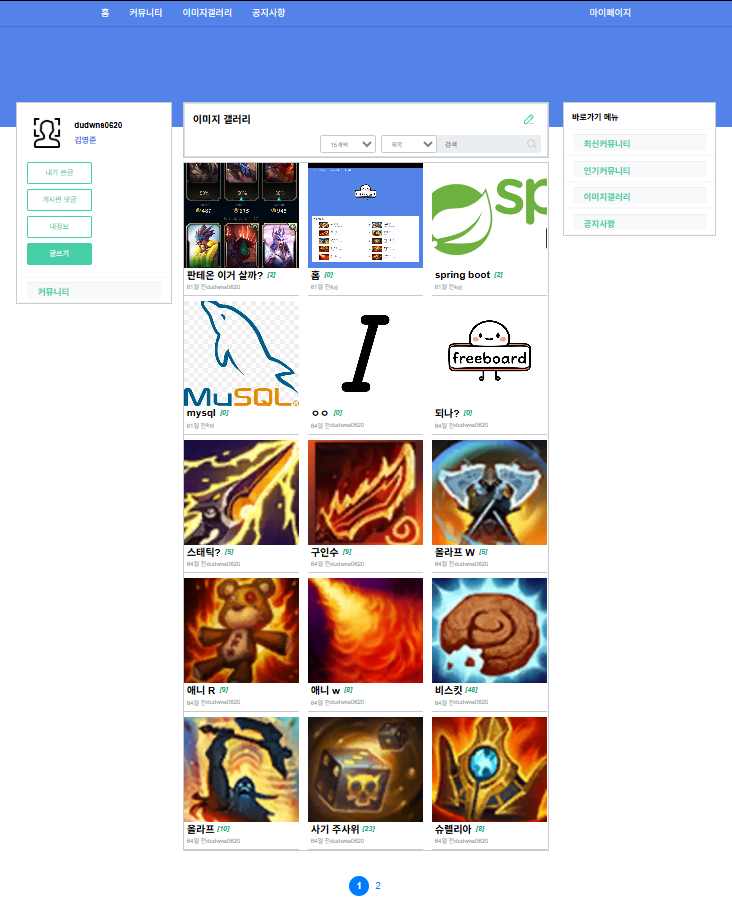 홈 커뮤니티 이미지갤러리 공지사항 마이페이지
dudwns0620
김영준
내가 쓴글
게시판 댓글
내정보
글쓰기
커뮤니티
이미지 갤러리
15개씩 제목 검색
50% 30% 30%
487 275 945
판테온 이거 살까? [2]
61일 전dudwns0620
홈 [0]
61일 전kyj
sp
spring boot [2]
61일 전kyj
MySQL
mysql [0]
61일 전kyj
I
ㅇㅇ [0]
64일 전dudwns0620
freeboard
되나? [0]
64일 전dudwns0620
스태틱? [5]
64일 전dudwns0620
구인수 [9]
64일 전dudwns0620
올라프 W [5]
64일 전dudwns0620
애니 R [9]
64일 전dudwns0620
애니 w [8]
64일 전dudwns0620
비스킷 [48]
64일 전dudwns0620
올라프 [10]
64일 전dudwns0620
사기 주사위 [23]
64일 전dudwns0620
슈렐리아 [8]
64일 전dudwns0620
1 2
바로가기 메뉴
최신커뮤니티
인기커뮤니티
이미지갤러리
공지사항